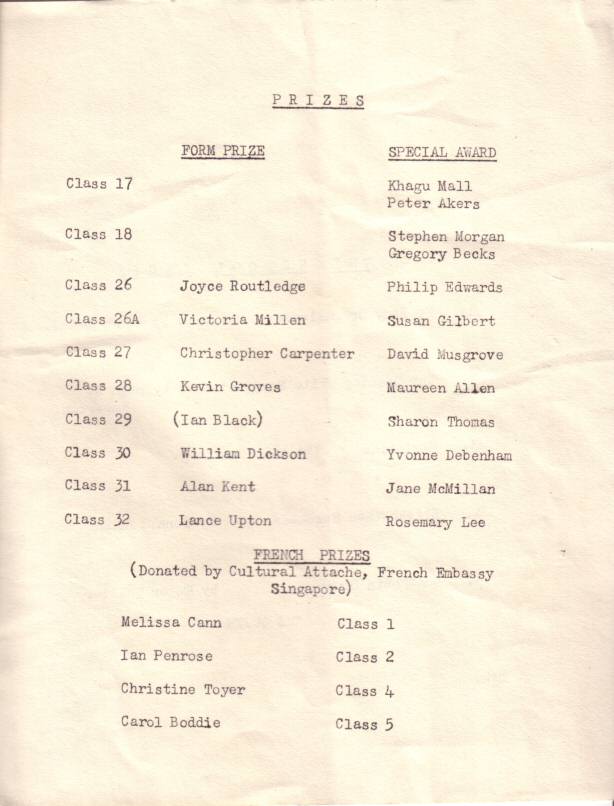 PRIZES
FORM PRIZE SPECIAL AWARD
Class 17 Khagu Mall
Peter Akers
Class 18 Stephen Morgan
Gregory Becks
Class 26 Joyce Routledge Philip Edwards
Class 26A Victoria Millen Susan Gilbert
Class 27 Christopher Carpenter David Musgrove
Class 28 Kevin Groves Maureen Allen
Class 29 (Ian Black) Sharon Thomas
Class 30 William Dickson Yvonne Debenham
Class 31 Alan Kent Jane McMillan
Class 32 Lance Upton Rosemary Lee
FRENCH PRIZES
(Donated by Cultural Attache, French Embassy
Singapore)
Melissa Cann Class 1
Ian Penrose Class 2
Christine Toyer Class 4
Carol Boddie Class 5